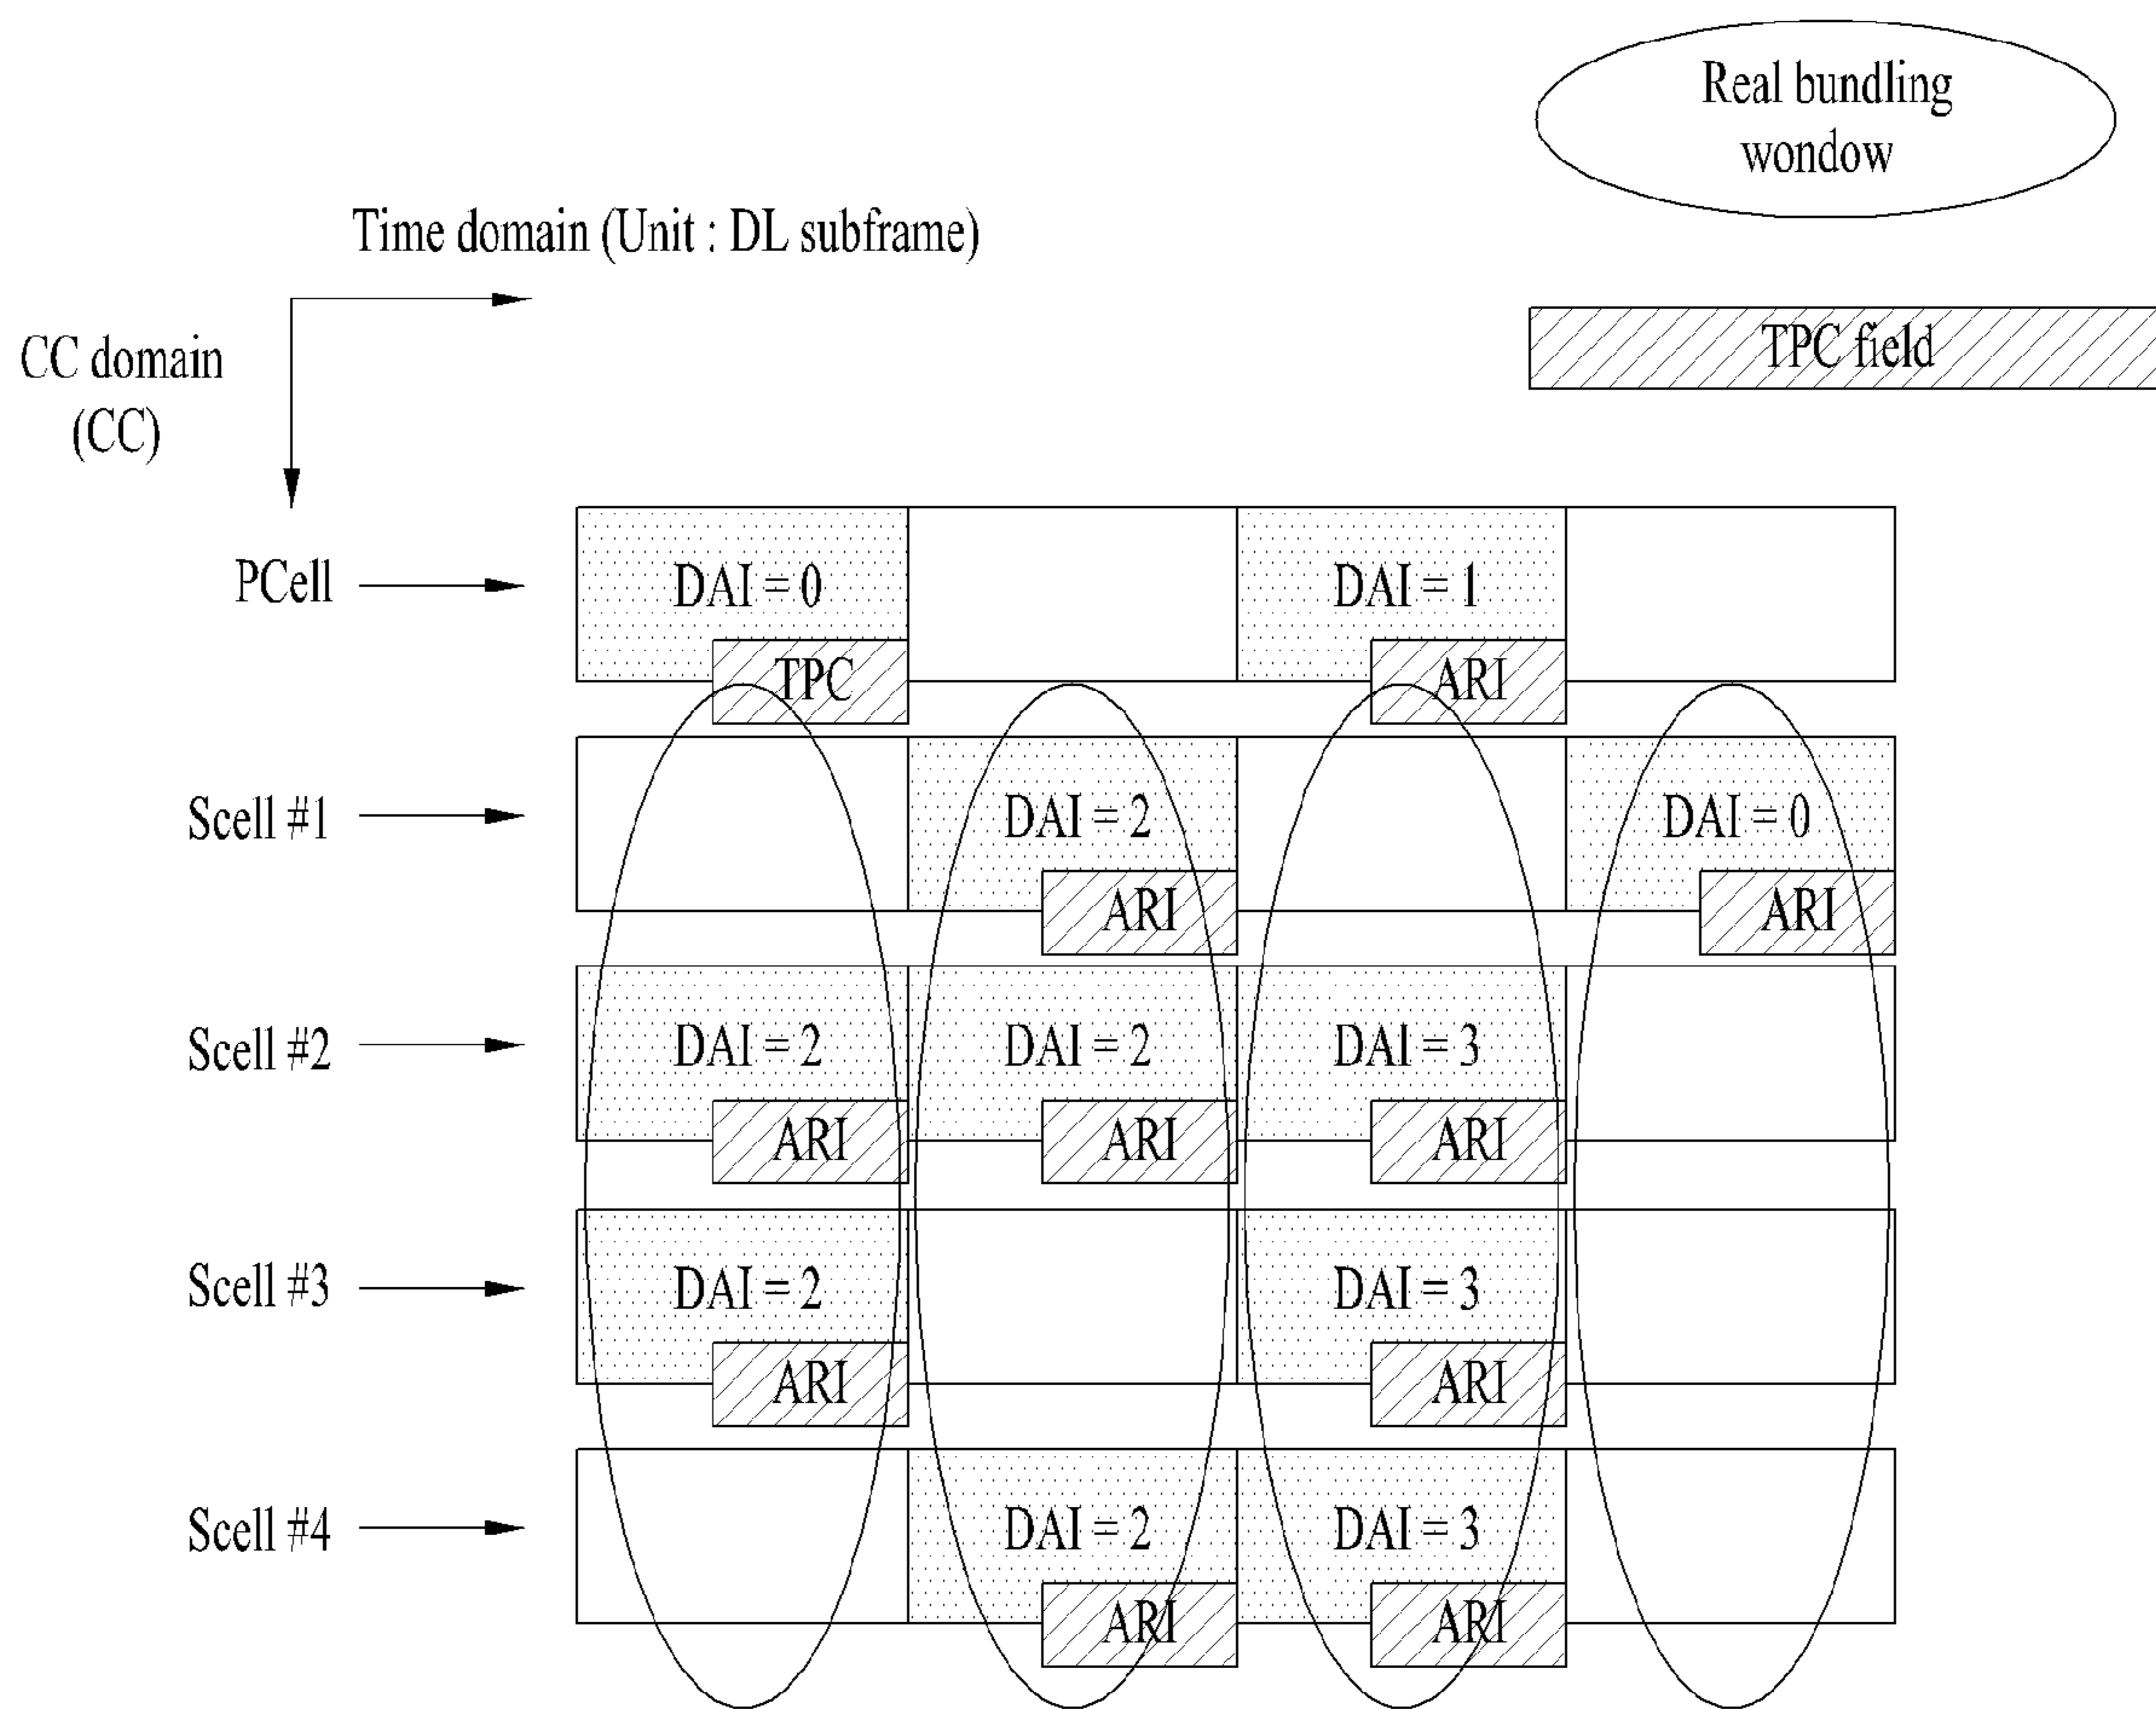 Real bundling
wondow
Time domain (Unit : DL subframe)
TPC field
CC domain
(CC)
PCell
DAI = 0
DAI = 1
TPC
ARI
Scell #1
DAI = 2
DAI = 0
ARI
ARI
Scell #2
DAI = 2
DAI = 2
DAI = 3
ARI
ARI
ARI
Scell #3
DAI = 2
DAI = 3
ARI
ARI
Scell #4
DAI = 2
DAI = 3
ARI
ARI